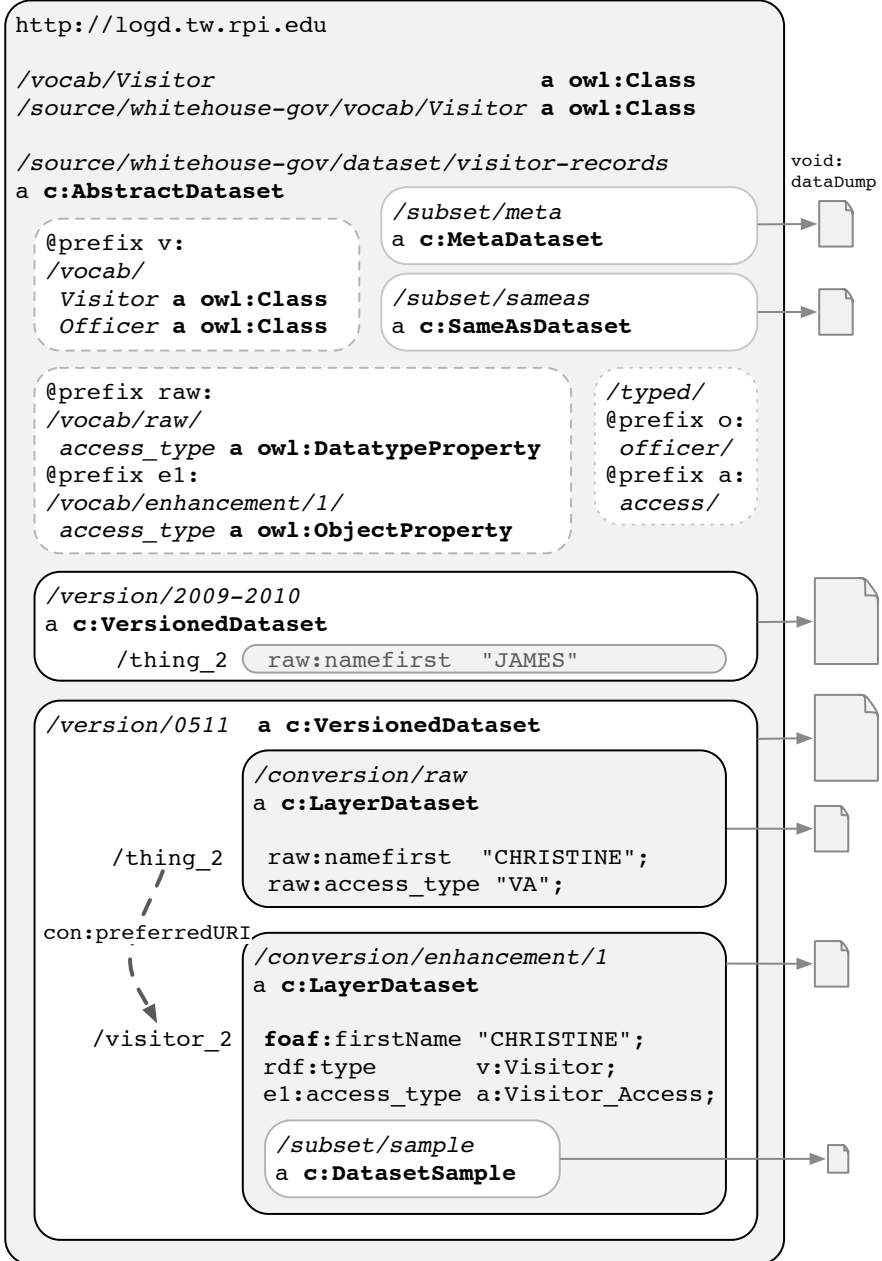 http://logd.tw.rpi.edu
/vocab/Visitor a owl:Class
/source/whitehouse-gov/vocab/Visitor a owl:Class
/source/whitehouse-gov/dataset/visitor-records
a c:AbstractDataset
void:
dataDump
/subset/meta
a c:MetaDataset
@prefix v:
/vocab/
Visitor a owl:Class
Officer a owl:Class
/subset/sameas
a c:SameAsDataset
@prefix raw:
/vocab/raw/
access_type a owl:DatatypeProperty
@prefix e1:
/vocab/enhancement/1/
access_type a owl:ObjectProperty
/typed/
@prefix o:
officer/
@prefix a:
access/
/version/2009-2010
a c:VersionedDataset
/thing_2 raw:namefirst "JAMES"
/version/0511 a c:VersionedDataset
/conversion/raw
a c:LayerDataset
/thing_2 raw:namefirst "CHRISTINE";
raw:access_type "VA";
con:preferredURI
/conversion/enhancement/1
a c:LayerDataset
/visitor_2 foaf:firstName "CHRISTINE";
rdf:type v:Visitor;
e1:access_type a:Visitor_Access;
/subset/sample
a c:DatasetSample